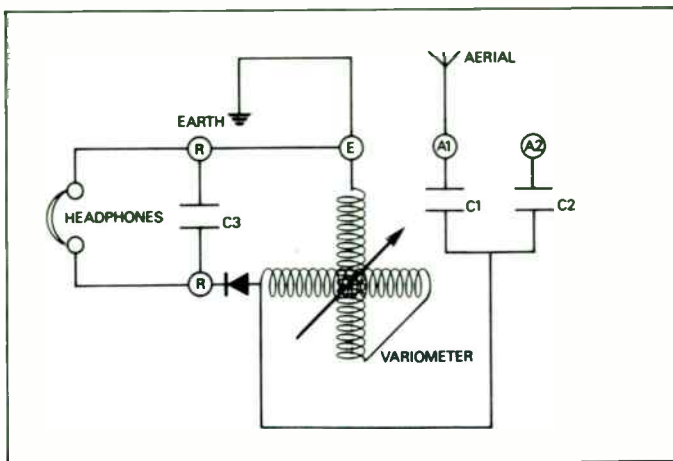 AERIAL
EARTH
R
E
A1
A2
HEADPHONES
C3
C1
C2
R
VARIOMETER